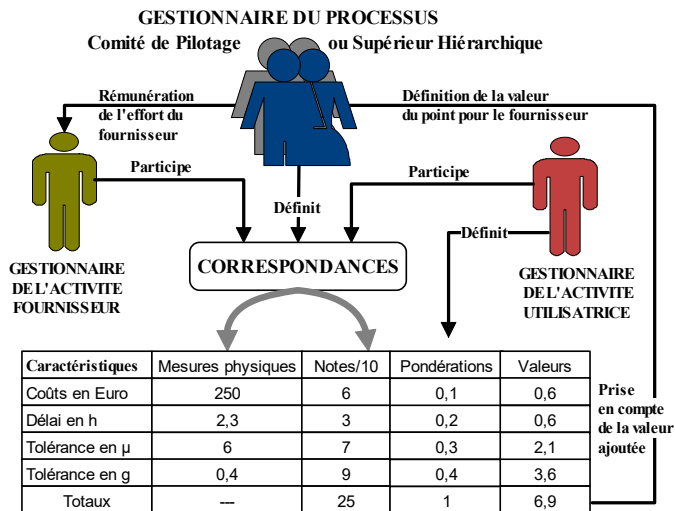 GESTIONNAIRE DU PROCESSUS
Comité de Pilotage ou Supérieur Hiérarchique
Rémunération
de l'effort du
fournisseur
Définition de la valeur
du point pour le fournisseur
Participe
Participe
Définit
Définit
GESTIONNAIRE
DE L'ACTIVITE
FOURNISSEUR
CORRESPONDANCES
GESTIONNAIRE
DE L'ACTIVITE
UTILISATRICE
Caractéristiques Mesures physiques Notes/10 Pondérations Valeurs
Coûts en Euro 250 6 0,1 0,6
Délai en h 2,3 3 0,2 0,6
Tolérance en µ 6 7 0,3 2,1
Tolérance en g 0,4 9 0,4 3,6
Totaux --- 25 1 6,9
Prise
en compte
de la valeur
ajoutée